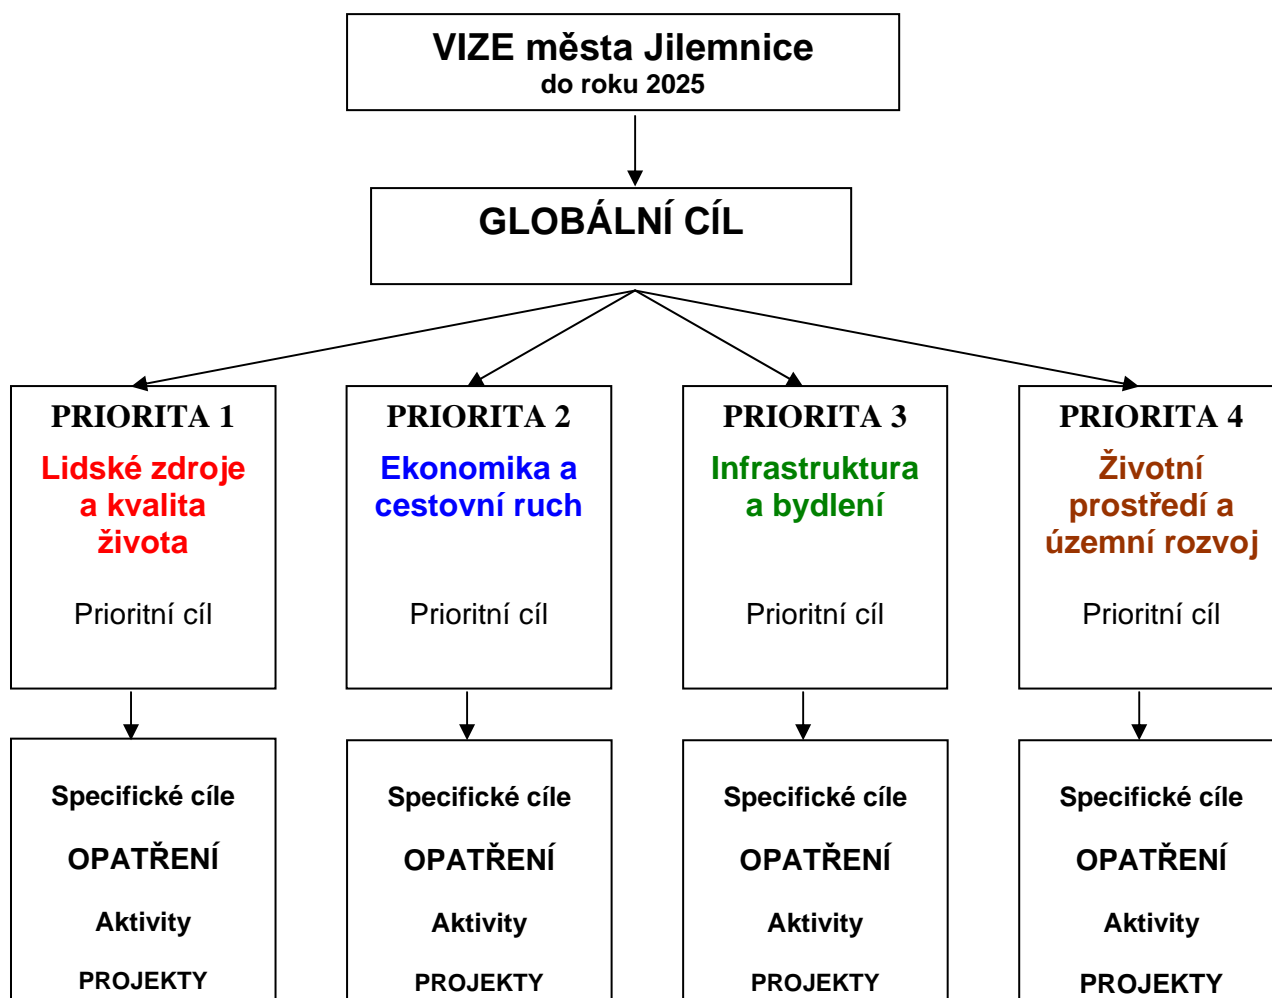 VIZE města Jilemnice
do roku 2025
GLOBÁLNÍ CÍL
PRIORITA 1
Lidské zdroje
a kvalita
života
Prioritní cíl
PRIORITA 2
Ekonomika a
cestovní ruch
Prioritní cíl
PRIORITA 3
Infrastruktura
a bydlení
Prioritní cíl
PRIORITA 4
Životní
prostředí a
územní rozvoj
Prioritní cíl
Specifické cíle
OPATŘENÍ
Aktivity
PROJEKTY
Specifické cíle
OPATŘENÍ
Aktivity
PROJEKTY
Specifické cíle
OPATŘENÍ
Aktivity
PROJEKTY
Specifické cíle
OPATŘENÍ
Aktivity
PROJEKTY